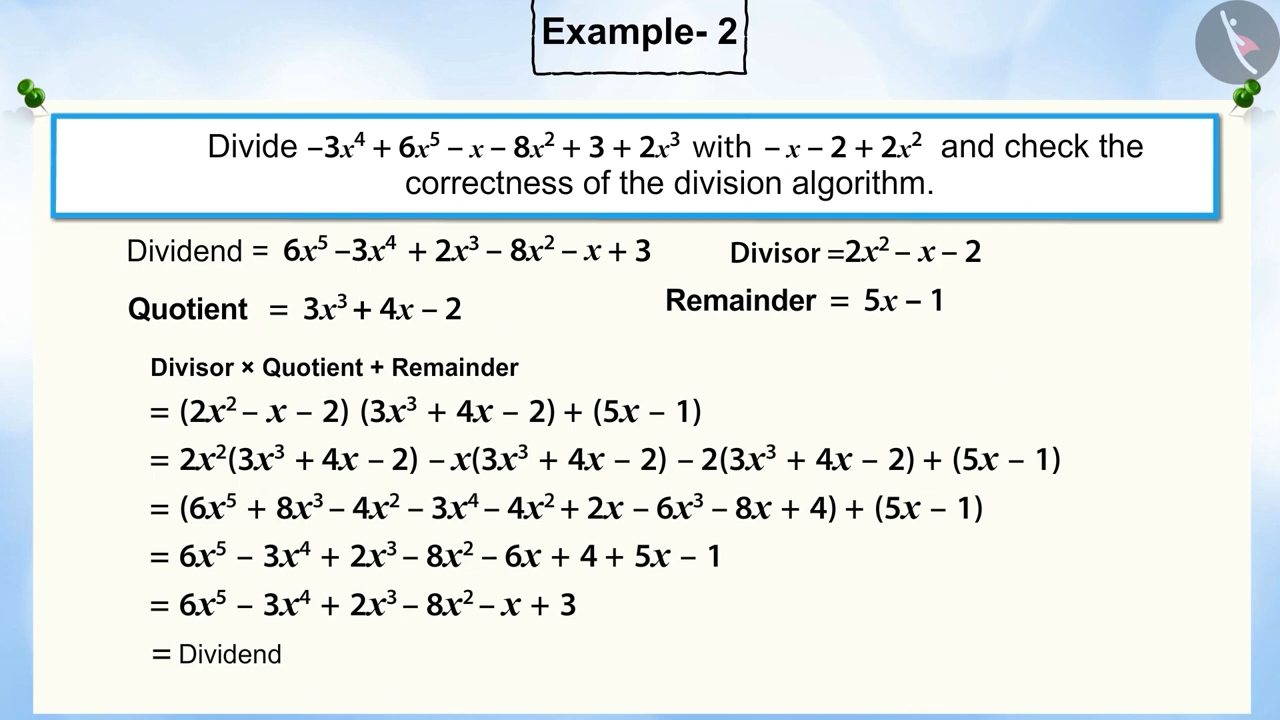 Example- 2
Divide −3x⁴ + 6x⁵ − x − 8x² + 3 + 2x³ with − x − 2 + 2x² and check the
correctness of the division algorithm.
Dividend = 6x⁵ −3x⁴ + 2x³ − 8x² − x + 3 Divisor =2x² − x − 2
Quotient = 3x³ + 4x − 2 Remainder = 5x − 1
Divisor × Quotient + Remainder
= (2x² − x − 2) (3x³ + 4x − 2) + (5x − 1)
= 2x²(3x³ + 4x − 2) − x(3x³ + 4x − 2) − 2(3x³ + 4x − 2) + (5x − 1)
= (6x⁵ + 8x³ − 4x² − 3x⁴ − 4x² + 2x − 6x³ − 8x + 4) + (5x − 1)
= 6x⁵ − 3x⁴ + 2x³ − 8x² − 6x + 4 + 5x − 1
= 6x⁵ − 3x⁴ + 2x³ − 8x² − x + 3
= Dividend